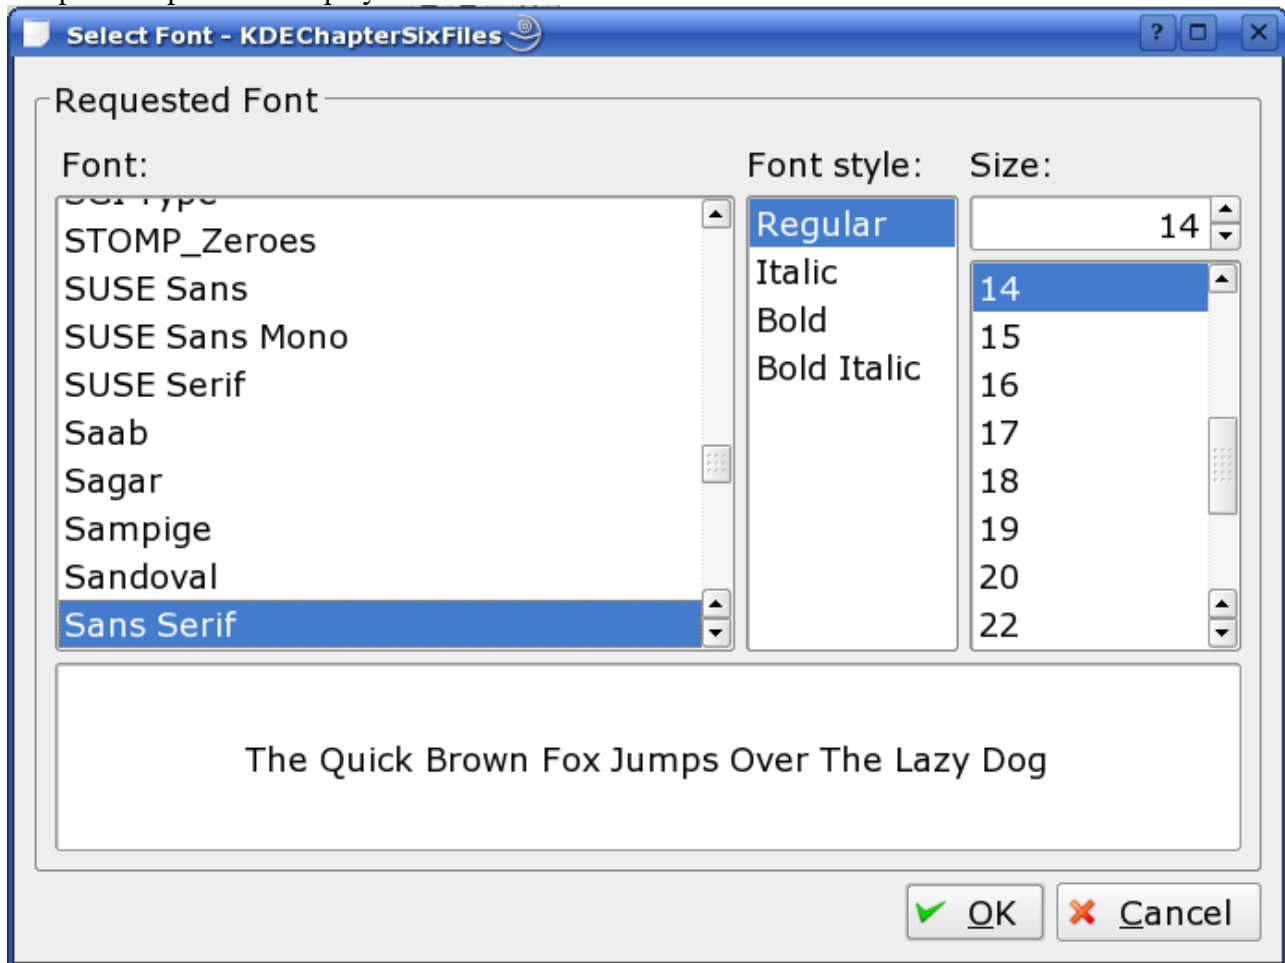 Select Font - KDEChapterSixFiles
Requested Font
Font: Font style: Size:
STOMP_Zeroes
SUSE Sans
SUSE Sans Mono
SUSE Serif
Saab
Sagar
Sampige
Sandoval
Sans Serif
Regular
Italic
Bold
Bold Italic
14
14
15
16
17
18
19
20
22
The Quick Brown Fox Jumps Over The Lazy Dog
OK Cancel